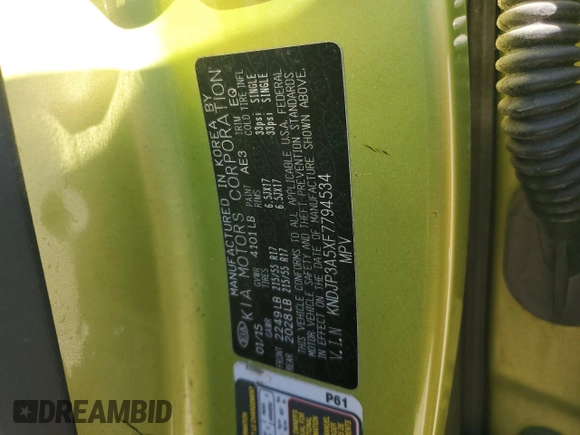 MANUFACTURED IN KOREA BY
KIA MOTORS CORPORATION
01/15 GVWR 4101LB PAINT AE3 TRIM EQ
GAWR TIRES RIMS COLD TIRE INFL
FRONT 2249LB 215/55 R17 6.5JX17 33psi SINGLE
REAR 2028LB 215/55 R17 6.5JX17 33psi SINGLE
THIS VEHICLE CONFORMS TO ALL APPLICABLE U.S.A. FEDERAL
MOTOR VEHICLE SAFETY AND THEFT PREVENTION STANDARDS
IN EFFECT ON THE DATE OF MANUFACTURE SHOWN ABOVE.
V.I.N KNDJP3A5XF7794534
MPV
P61
DREAMBID